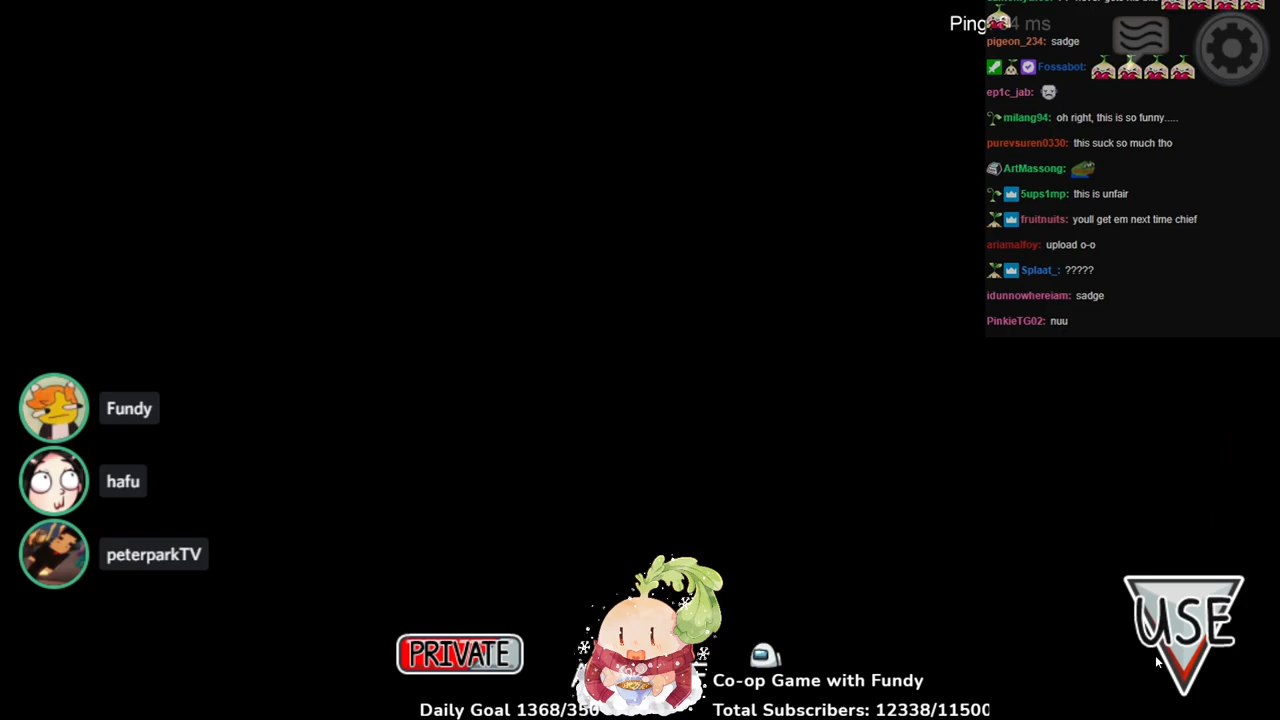 Ping
4 ms
pigeon_234: sadge
Fossabot:
ep1c_jab:
milang94: oh right, this is so funny.....
purevsuren0330: this suck so much tho
ArtMassong:
5ups1mp: this is unfair
fruitnuits: youll get em next time chief
ariamalfoy: upload o-o
Splaat_: ?????
idunnowhereiam: sadge
PinkieTG02: nuu
Fundy
hafu
peterparkTV
USE
PRIVATE
Co-op Game with Fundy
Daily Goal 1368/350
Total Subscribers: 12338/11500